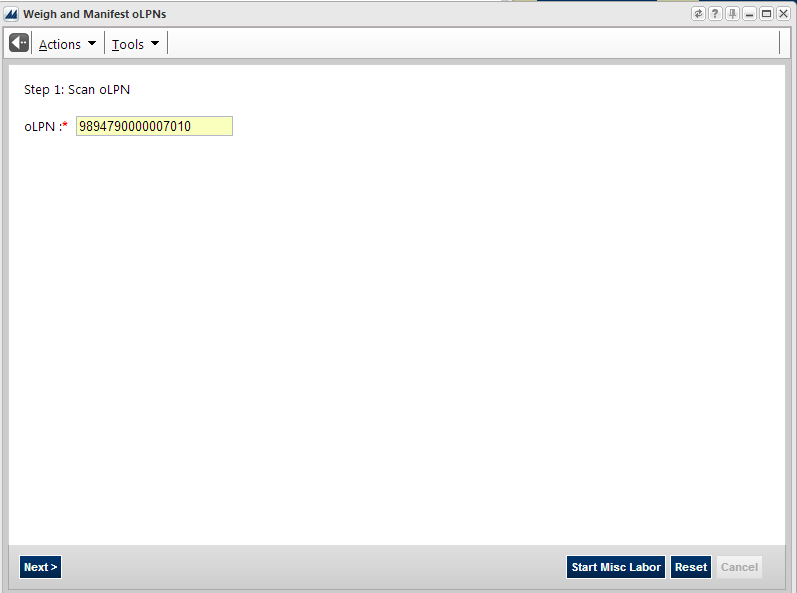 Weigh and Manifest oLPNs
Actions Tools
Step 1: Scan oLPN
oLPN :* 9894790000007010
Next > Start Misc Labor Reset Cancel